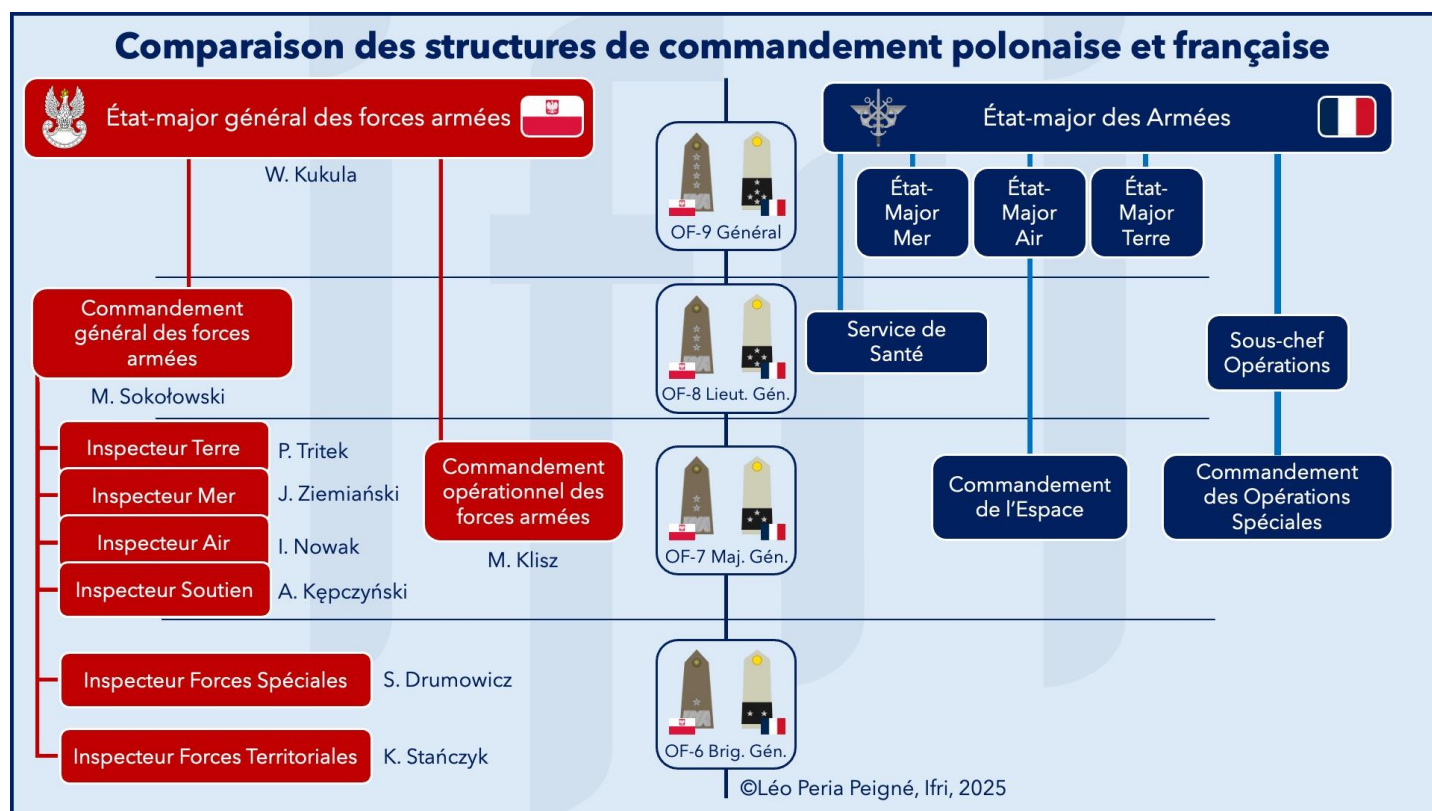 Comparaison des structures de commandement polonaise et française
État-major général des forces armées
W. Kukula
Commandement
général des forces
armées
M. Sokołowski
Inspecteur Terre
P. Tritek
Inspecteur Mer
J. Ziemiański
Inspecteur Air
I. Nowak
Inspecteur Soutien
A. Kępczyński
Inspecteur Forces Spéciales
S. Drumowicz
Inspecteur Forces Territoriales
K. Stańczyk
Commandement
opérationnel des
forces armées
M. Klisz
OF-9 Général
OF-8 Lieut. Gén.
OF-7 Maj. Gén.
OF-6 Brig. Gén.
État-major des Armées
État-
Major
Mer
État-
Major
Air
État-
Major
Terre
Service de
Santé
Sous-chef
Opérations
Commandement
de l'Espace
Commandement
des Opérations
Spéciales
©Léo Peria Peigné, Ifri, 2025
ifri